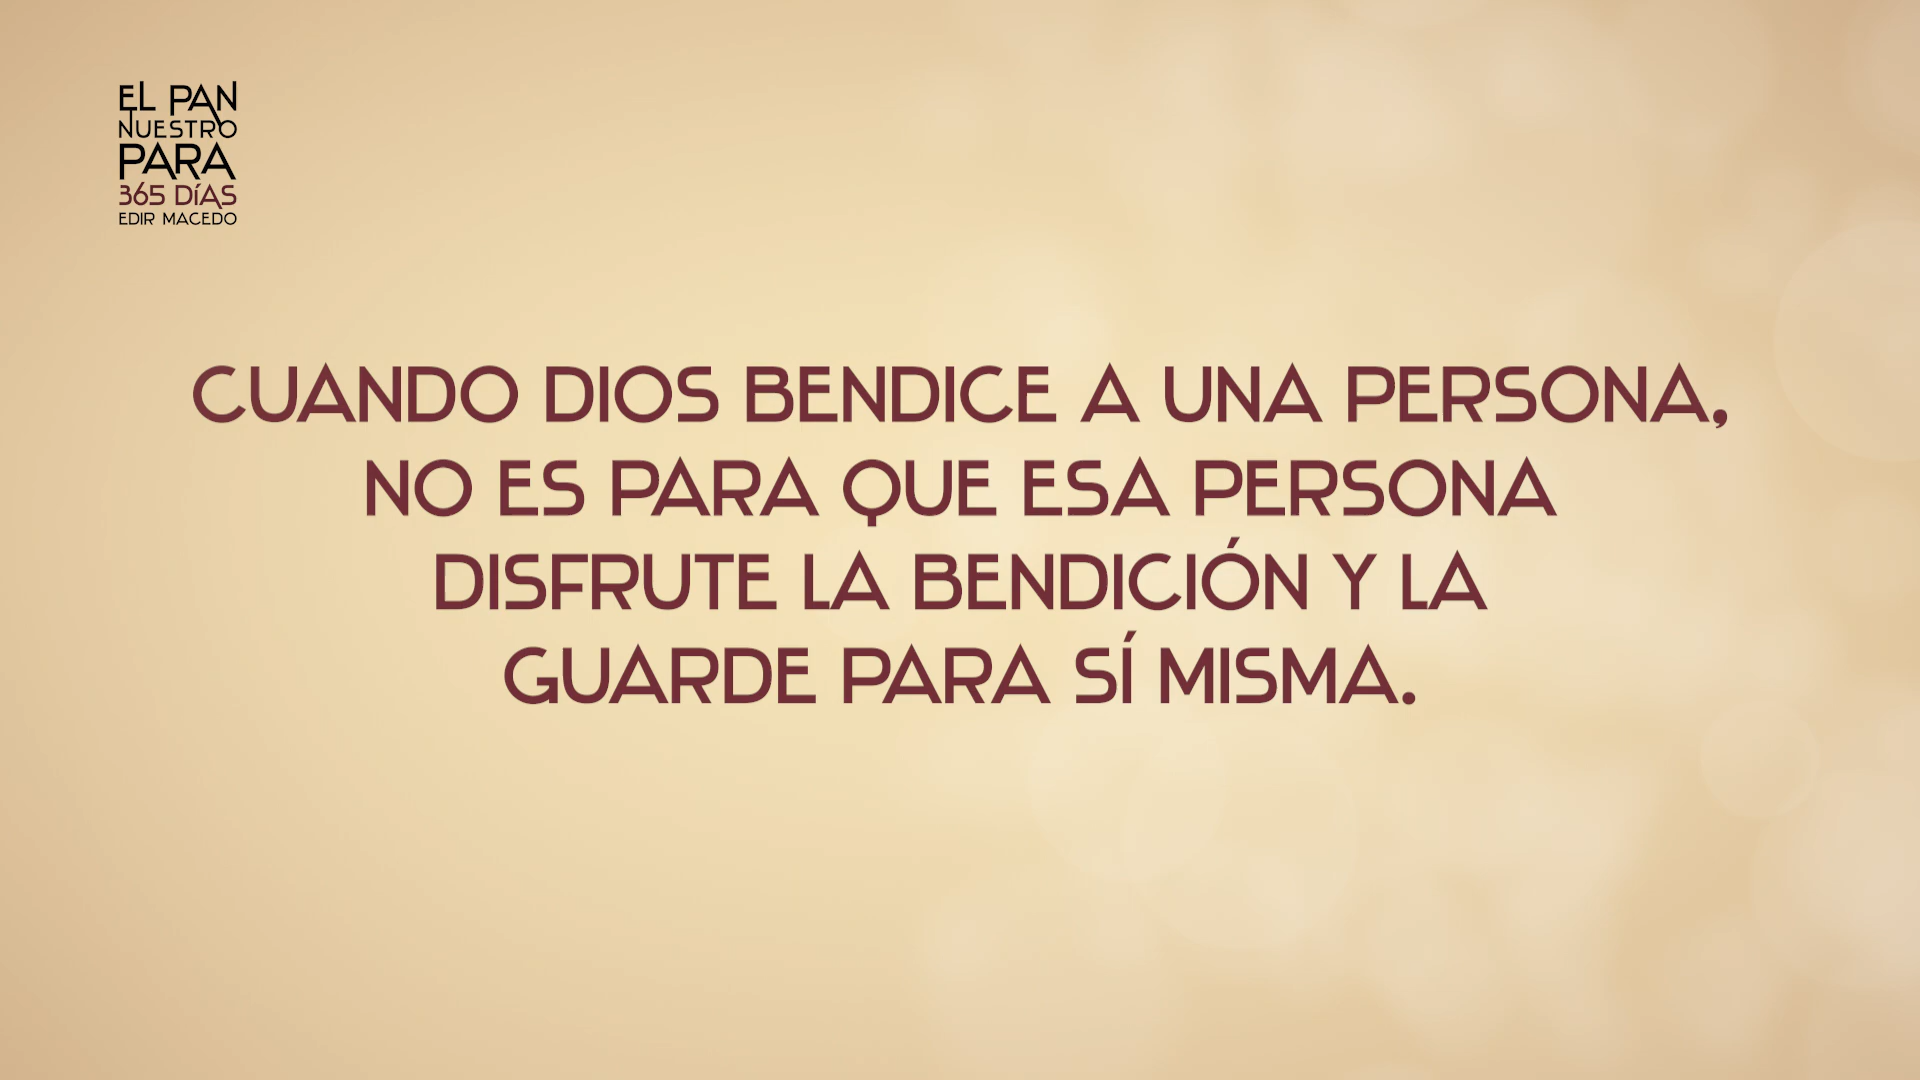 EL PAN
NUESTRO
PARA
365 DÍAS
EDIR MACEDO
CUANDO DIOS BENDICE A UNA PERSONA,
NO ES PARA QUE ESA PERSONA
DISFRUTE LA BENDICIÓN Y LA
GUARDE PARA SÍ MISMA.